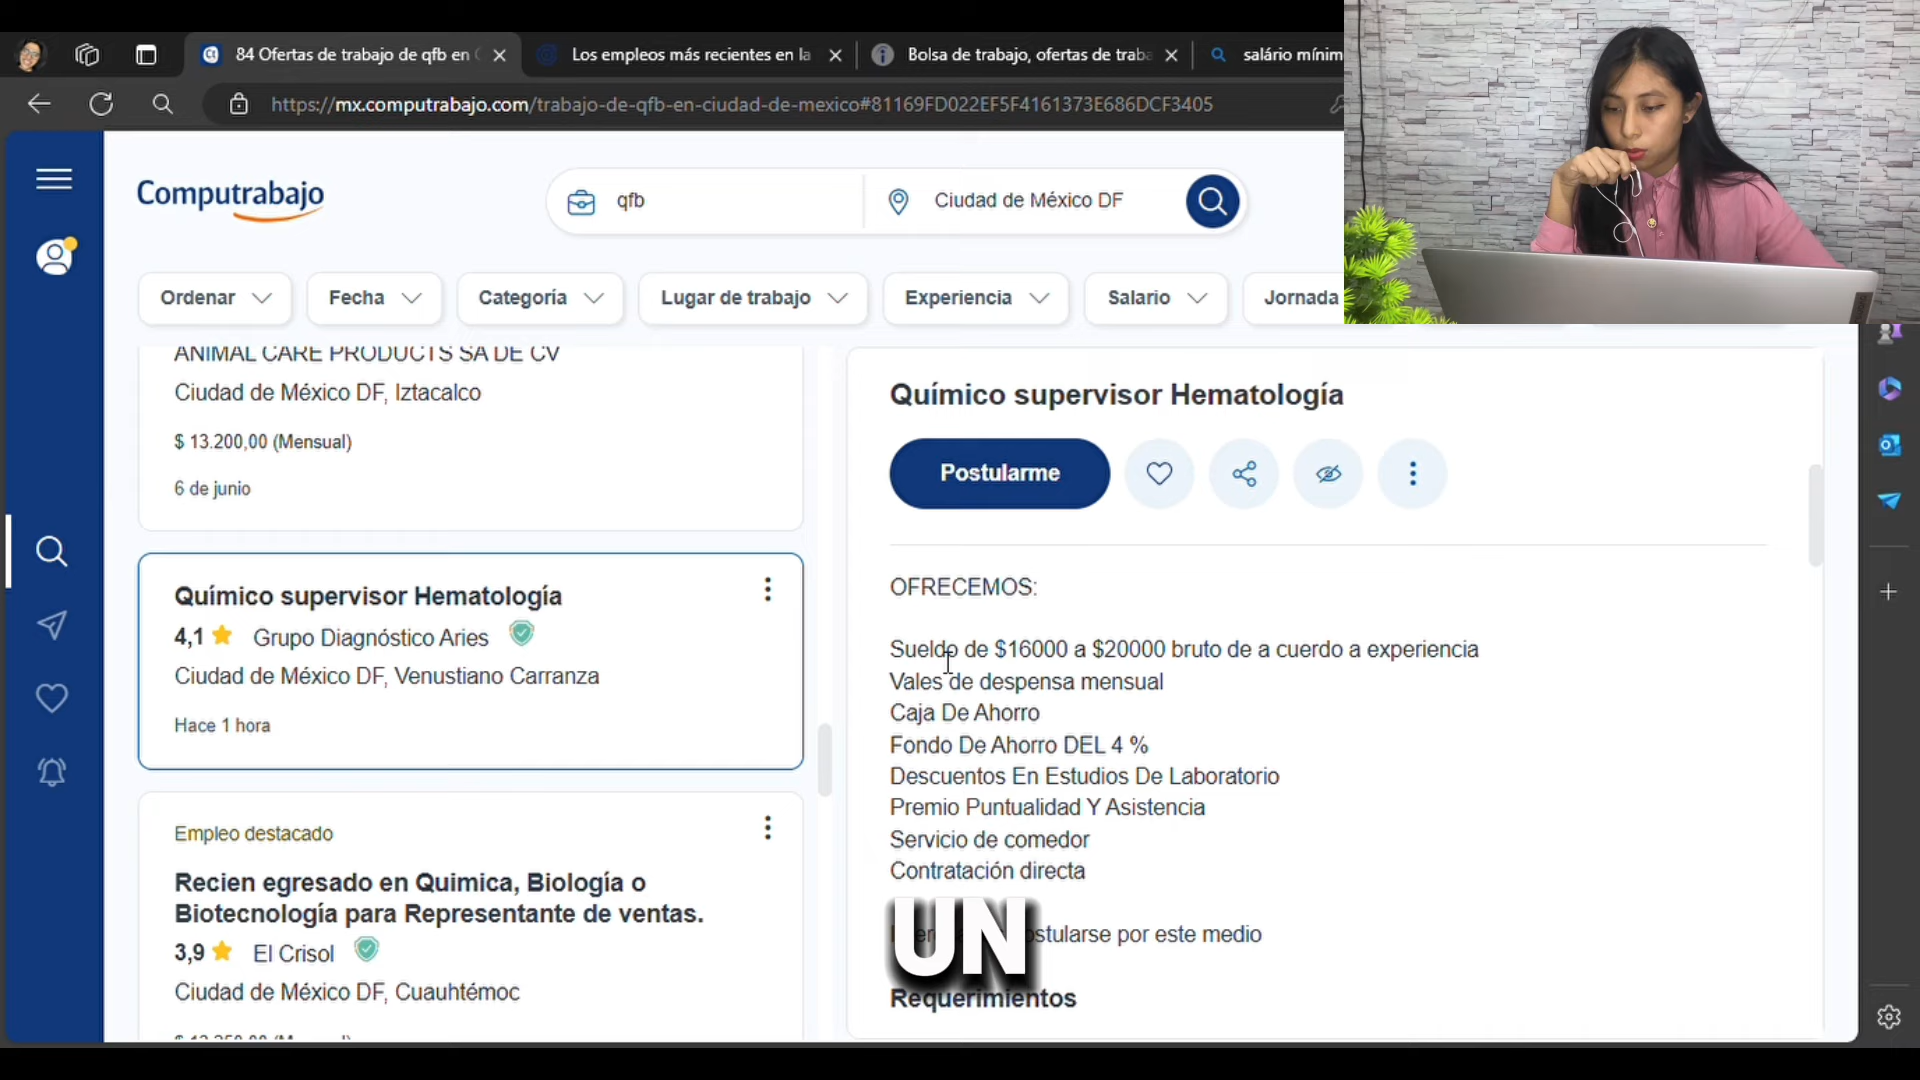 84 Ofertas de trabajo de qfb en
Los empleos más recientes en la
Bolsa de trabajo, ofertas de traba
salário mínim
https://mx.computrabajo.com/trabajo-de-qfb-en-ciudad-de-mexico#81169FD022EF5F4161373E686DCF3405
Computrabajo
qfb
Ciudad de México DF
Ordenar
Fecha
Categoría
Lugar de trabajo
Experiencia
Salario
Jornada
ANIMAL CARE PRODUCTS SA DE CV
Ciudad de México DF, Iztacalco
$ 13.200,00 (Mensual)
6 de junio
Químico supervisor Hematología
4,1 Grupo Diagnóstico Aries
Ciudad de México DF, Venustiano Carranza
Hace 1 hora
Empleo destacado
Recien egresado en Quimica, Biología o
Biotecnología para Representante de ventas.
3,9 El Crisol
Ciudad de México DF, Cuauhtémoc
Químico supervisor Hematología
Postularme
OFRECEMOS:
Sueldo de $16000 a $20000 bruto de a cuerdo a experiencia
Vales de despensa mensual
Caja De Ahorro
Fondo De Ahorro DEL 4 %
Descuentos En Estudios De Laboratorio
Premio Puntualidad Y Asistencia
Servicio de comedor
Contratación directa
UN
ostularse por este medio
Requerimientos